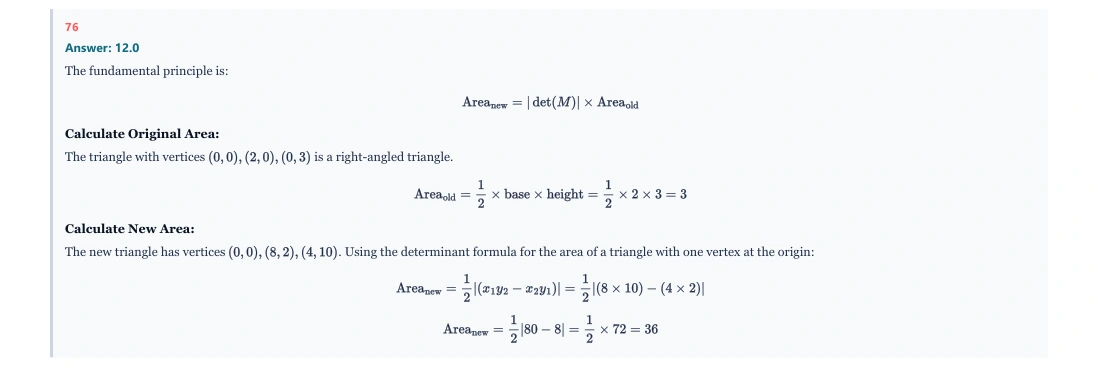 76
Answer: 12.0
The fundamental principle is:
Area_new = | det(M)| × Area_old
Calculate Original Area:
The triangle with vertices (0, 0), (2, 0), (0, 3) is a right-angled triangle.
Area_old = 1/2 × base × height = 1/2 × 2 × 3 = 3
Calculate New Area:
The new triangle has vertices (0, 0), (8, 2), (4, 10). Using the determinant formula for the area of a triangle with one vertex at the origin:
Area_new = 1/2 |(x₁y₂ − x₂y₁)| = 1/2 |(8 × 10) − (4 × 2)|
Area_new = 1/2 |80 − 8| = 1/2 × 72 = 36